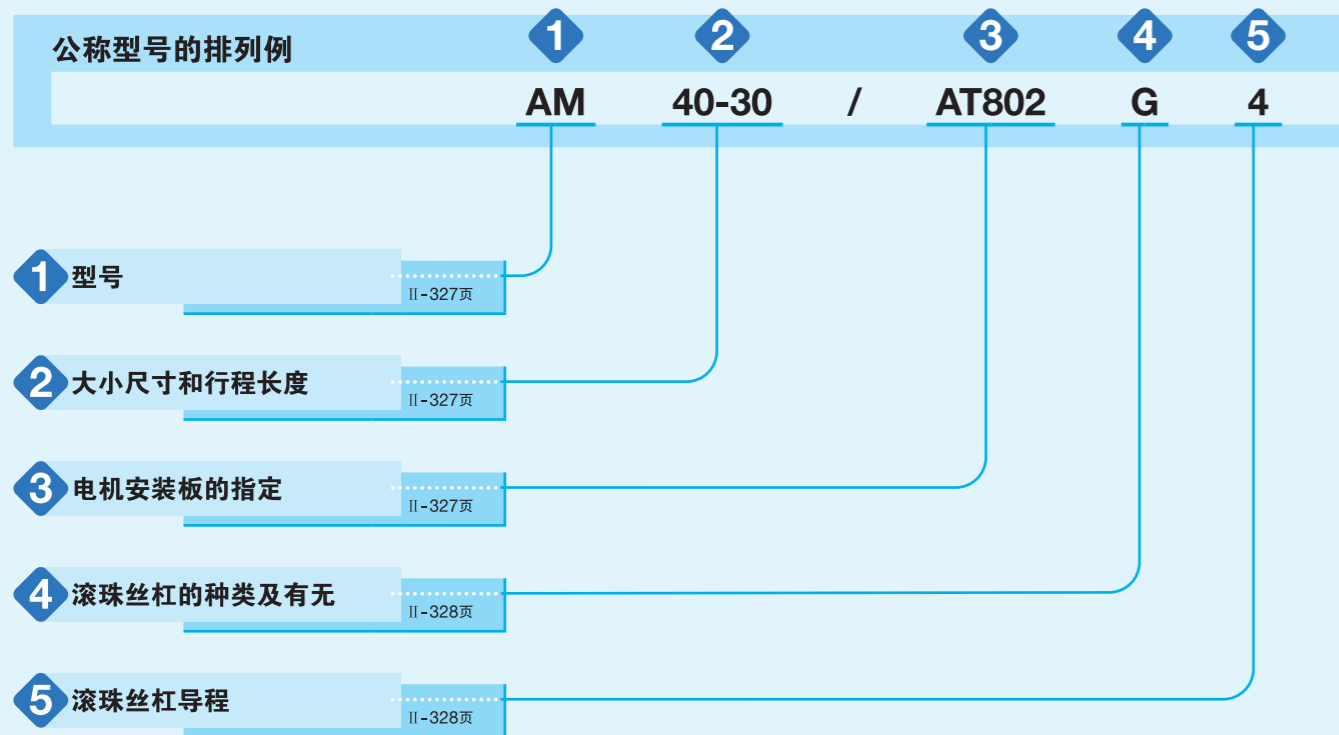 公称型号的排列例
1 2 3 4 5
AM 40-30 / AT802 G 4
1 型号
Ⅱ-327页
2 大小尺寸和行程长度
Ⅱ-327页
3 电机安装板的指定
Ⅱ-327页
4 滚珠丝杠的种类及有无
Ⅱ-328页
5 滚珠丝杠导程
Ⅱ-328页